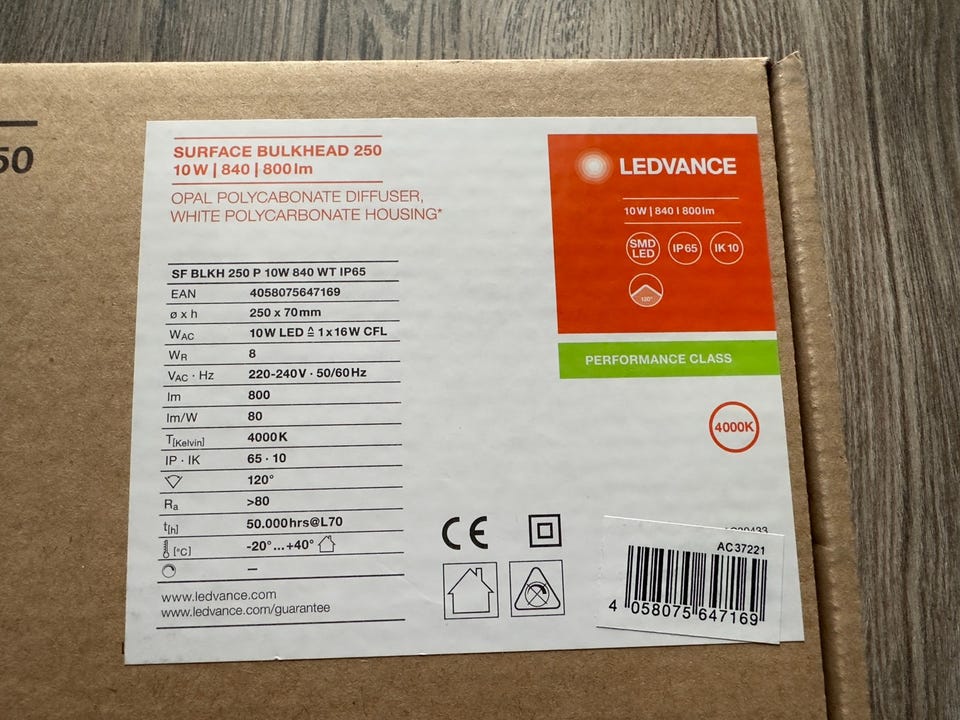 50
SURFACE BULKHEAD 250
10W | 840 | 800lm
OPAL POLYCABONATE DIFFUSER,
WHITE POLYCARBONATE HOUSING*
SF BLKH 250 P 10W 840 WT IP65
EAN 4058075647169
ø x h 250 x 70mm
WAC 10W LED ≙ 1x16W CFL
WR 8
VAC · Hz 220-240V · 50/60Hz
lm 800
lm/W 80
T[Kelvin] 4000K
IP · IK 65 · 10
120°
Ra >80
t[h] 50.000hrs@L70
[°C] -20°...+40°
–
www.ledvance.com
www.ledvance.com/guarantee
LEDVANCE
10W | 840 I 800lm
SMD LED
IP65
IK10
120°
PERFORMANCE CLASS
4000K
CE
AC37221
4 058075 647169